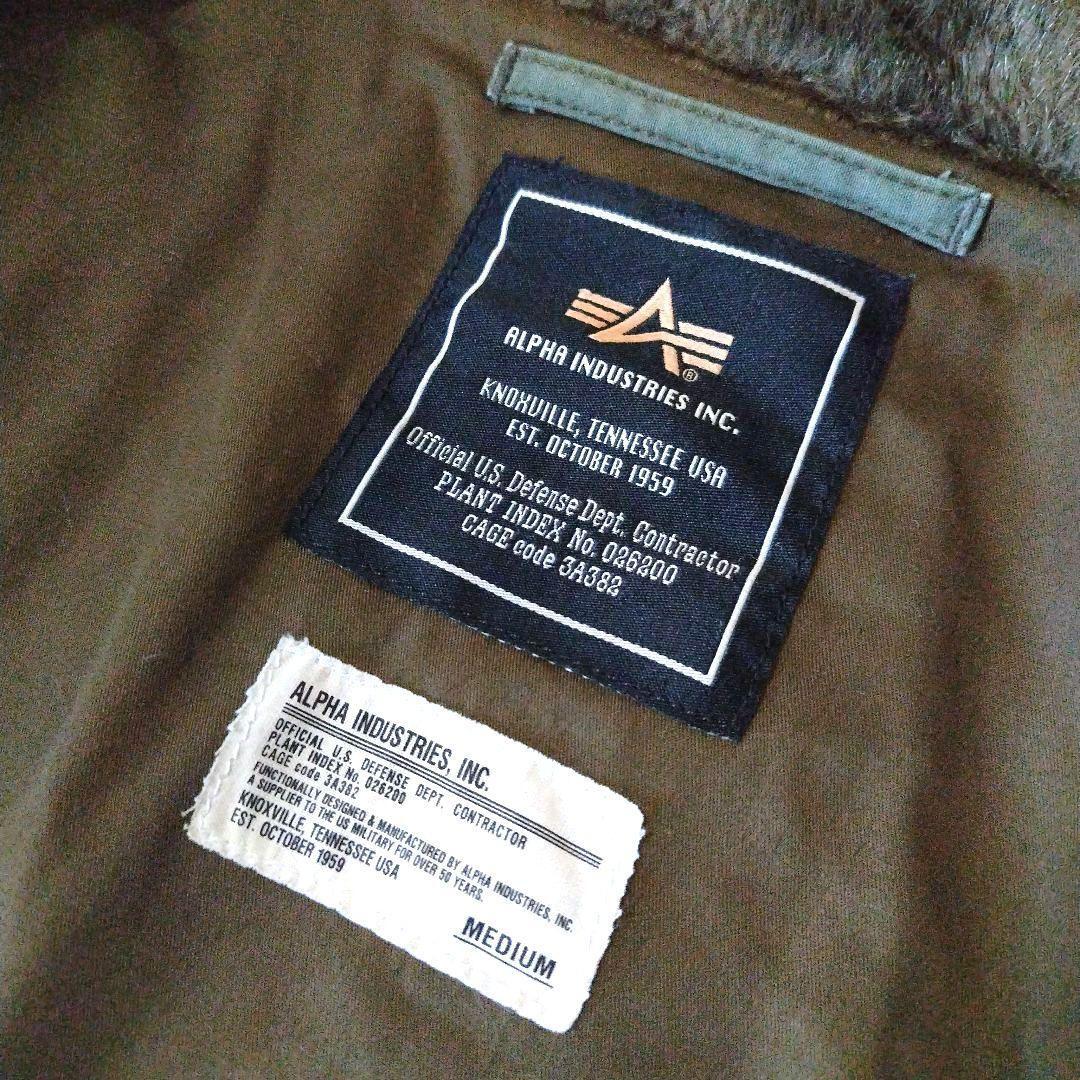 ALPHA INDUSTRIES INC.
KNOXVILLE, TENNESSEE USA
EST. OCTOBER 1959
Official U.S. Defense Dept. Contractor
PLANT INDEX No. 026200
CAGE code 3A382
ALPHA INDUSTRIES, INC.
OFFICIAL U.S. DEFENSE DEPT. CONTRACTOR
PLANT INDEX No. 026200
CAGE code 3A382
FUNCTIONALLY DESIGNED & MANUFACTURED BY ALPHA INDUSTRIES, INC.
A SUPPLIER TO THE US MILITARY FOR OVER 50 YEARS.
KNOXVILLE, TENNESSEE USA
EST. OCTOBER 1959
MEDIUM